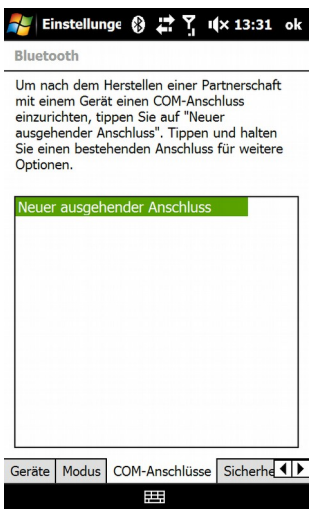 Einstellunge 13:31 ok
Bluetooth
Um nach dem Herstellen einer Partnerschaft
mit einem Gerät einen COM-Anschluss
einzurichten, tippen Sie auf "Neuer
ausgehender Anschluss". Tippen und halten
Sie einen bestehenden Anschluss für weitere
Optionen.
Neuer ausgehender Anschluss
Geräte Modus COM-Anschlüsse Sicherhe